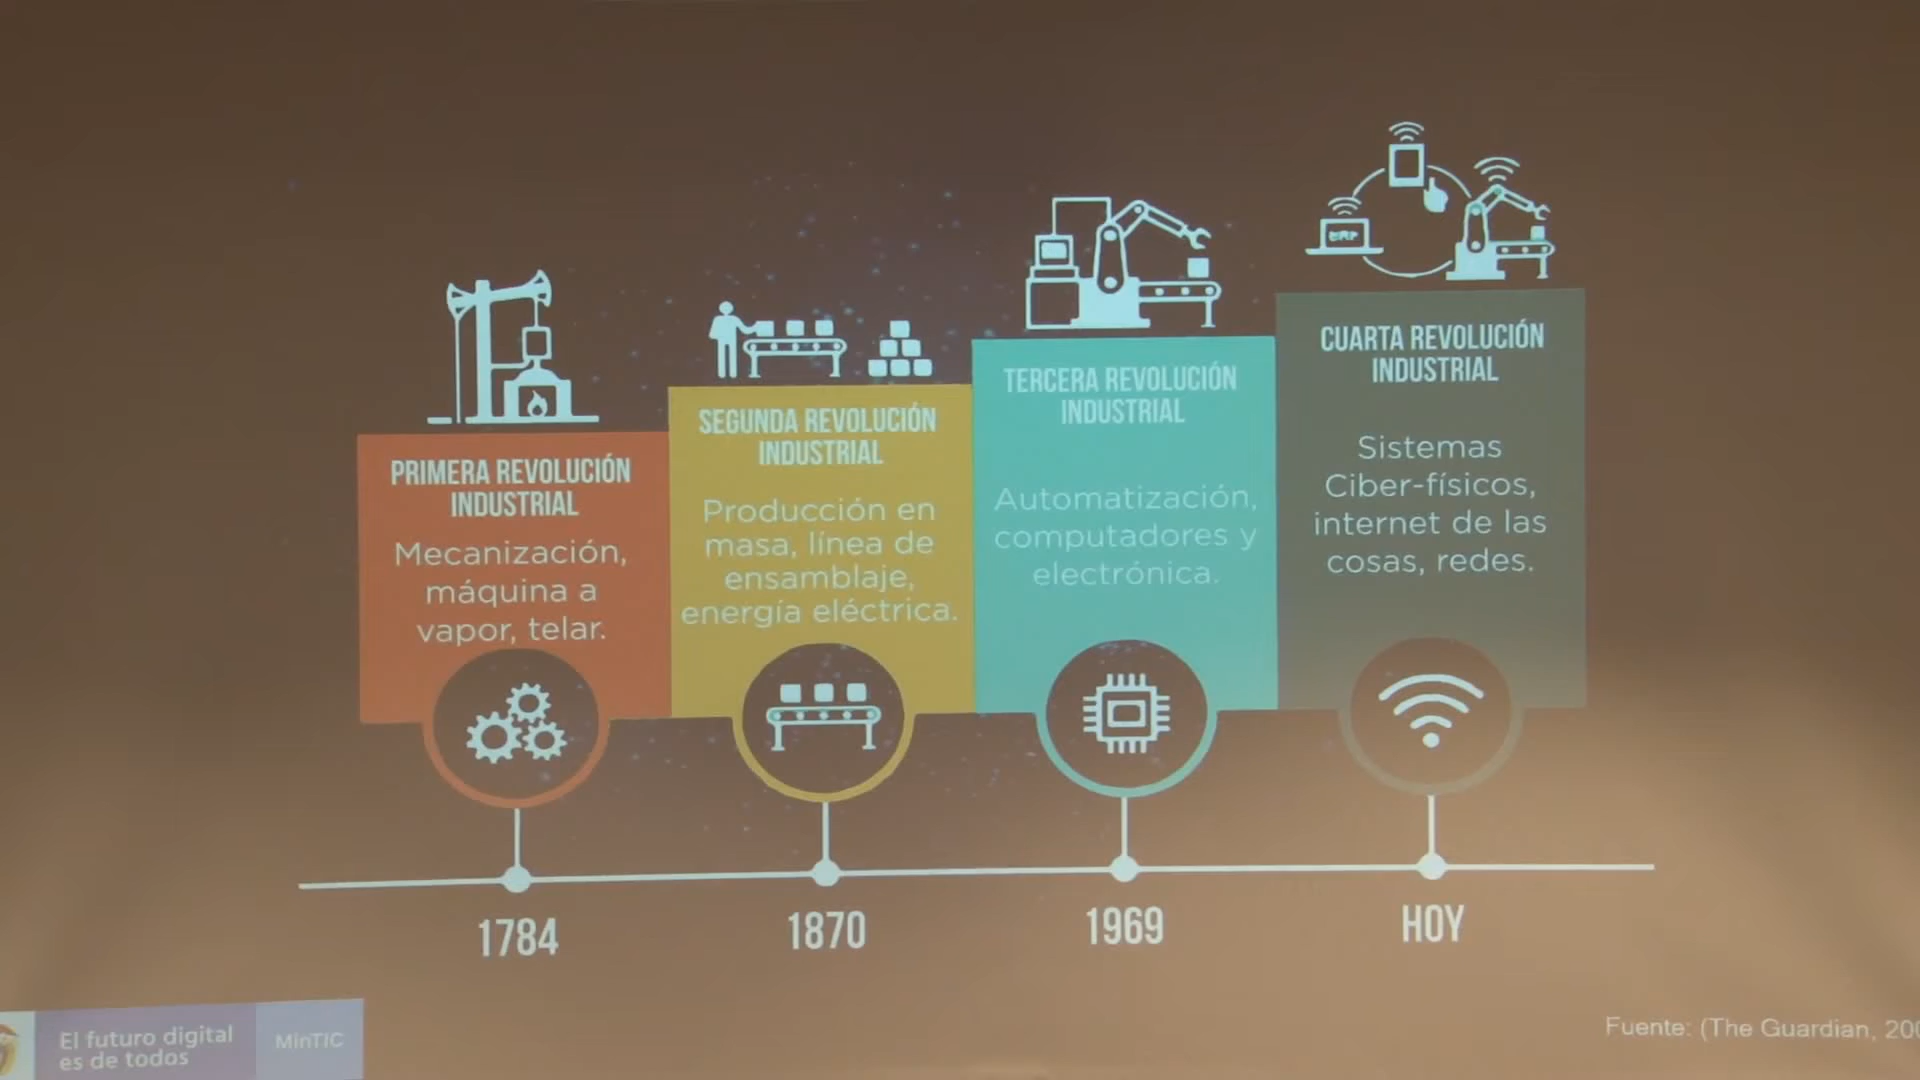 PRIMERA REVOLUCIÓN
INDUSTRIAL
Mecanización,
máquina a
vapor, telar.
SEGUNDA REVOLUCIÓN
INDUSTRIAL
Producción en
masa, línea de
ensamblaje,
energía eléctrica.
TERCERA REVOLUCIÓN
INDUSTRIAL
Automatización,
computadores y
electrónica.
ERP
CUARTA REVOLUCIÓN
INDUSTRIAL
Sistemas
Ciber-físicos,
internet de las
cosas, redes.
1784
1870
1969
HOY
El futuro digital
es de todos
MinTIC
Fuente: (The Guardian,